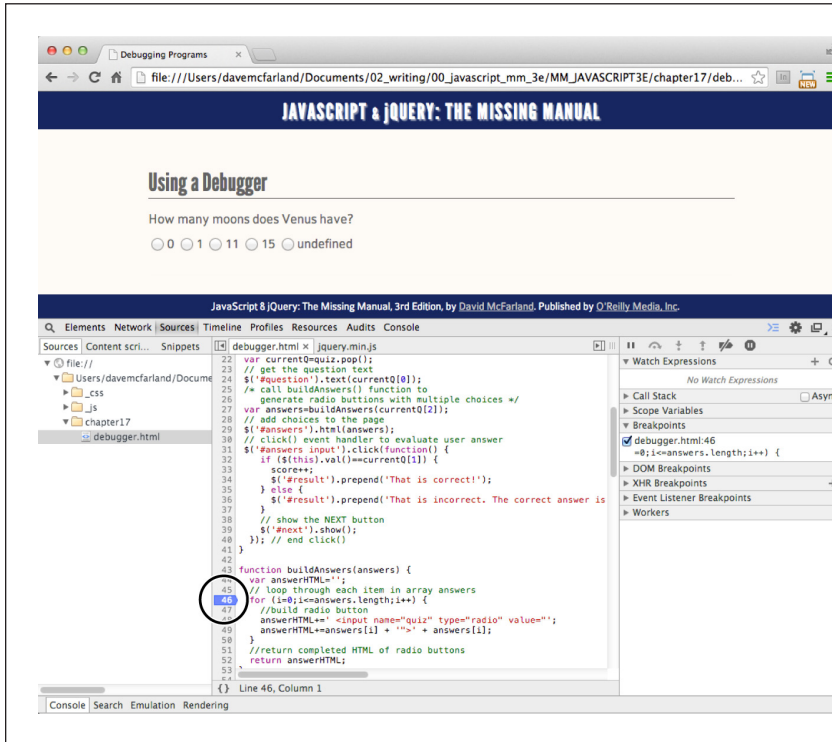 Debugging Programs ×
file:///Users/davemcfarland/Documents/02_writing/00_javascript_mm_3e/MM_JAVASCRIPT3E/chapter17/deb...
NEW
JAVASCRIPT & jQUERY: THE MISSING MANUAL
Using a Debugger
How many moons does Venus have?
0 1 11 15 undefined
JavaScript & jQuery: The Missing Manual, 3rd Edition, by David McFarland. Published by O'Reilly Media, Inc.
Elements Network Sources Timeline Profiles Resources Audits Console
Sources Content scri... Snippets
debugger.html × jquery.min.js
file://
Users/davemcfarland/Docume
_css
_js
chapter17
debugger.html
22 var currentQ=quiz.pop();
23 // get the question text
24 $('#question').text(currentQ[0]);
25 /* call buildAnswers() function to
26 generate radio buttions with multiple choices */
27 var answers=buildAnswers(currentQ[2]);
28 // add choices to the page
29 $('#answers').html(answers);
30 // click() event handler to evaluate user answer
31 $('#answers input').click(function() {
32 if ($(this).val()==currentQ[1]) {
33 score++;
34 $('#result').prepend('That is correct!');
35 } else {
36 $('#result').prepend('That is incorrect. The correct answer is
37 }
38 // show the NEXT button
39 $('#next').show();
40 }); // end click()
41 }
42
43 function buildAnswers(answers) {
44 var answerHTML='';
45 // loop through each item in array answers
46 for (i=0;i<=answers.length;i++) {
47 //build radio button
48 answerHTML+=' <input name="quiz" type="radio" value="';
49 answerHTML+=answers[i] + '">' + answers[i];
50 }
51 //return completed HTML of radio buttons
52 return answerHTML;
53
{} Line 46, Column 1
Watch Expressions
No Watch Expressions
Call Stack Asyn
Scope Variables
Breakpoints
debugger.html:46
=0;i<=answers.length;i++) {
DOM Breakpoints
XHR Breakpoints
Event Listener Breakpoints
Workers
Console Search Emulation Rendering